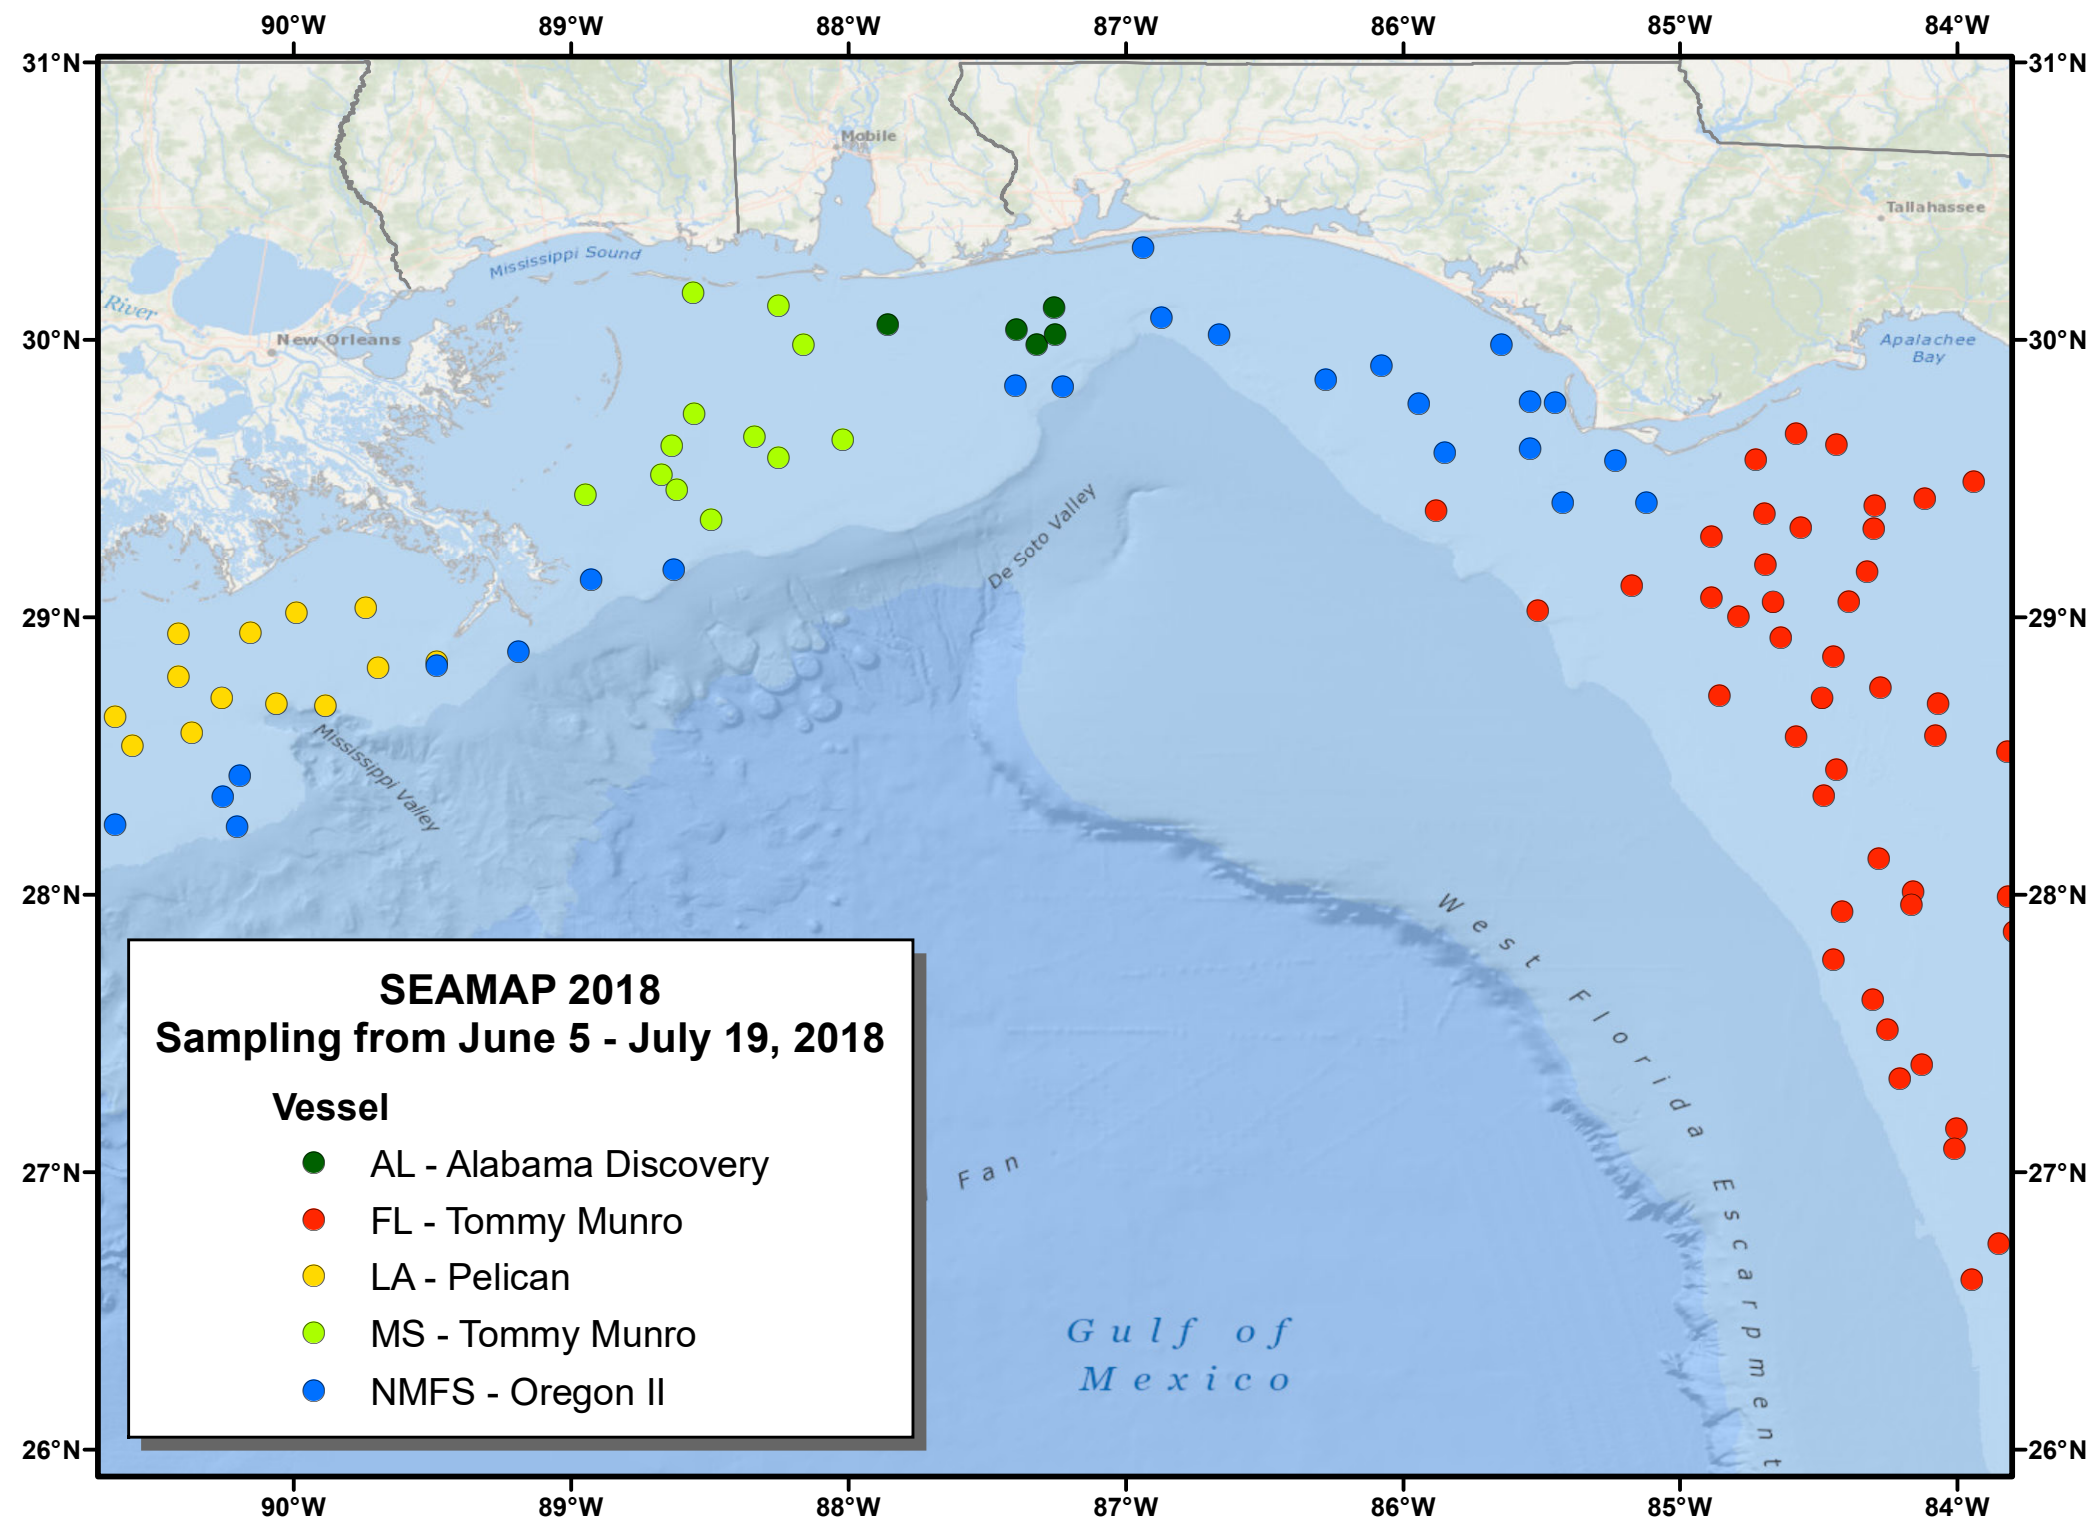 90°W 89°W 88°W 87°W 86°W 85°W 84°W
31°N 31°N
Mobile
Tallahassee
Mississippi Sound
River
New Orleans
30°N 30°N
Apalachee
Bay
De Soto Valley
29°N 29°N
Mississippi Valley
28°N 28°N
West Florida Escarpment
SEAMAP 2018
Sampling from June 5 - July 19, 2018
Vessel
AL - Alabama Discovery
FL - Tommy Munro
LA - Pelican
MS - Tommy Munro
NMFS - Oregon II
Fan
27°N 27°N
Gulf of
Mexico
26°N 26°N
90°W 89°W 88°W 87°W 86°W 85°W 84°W